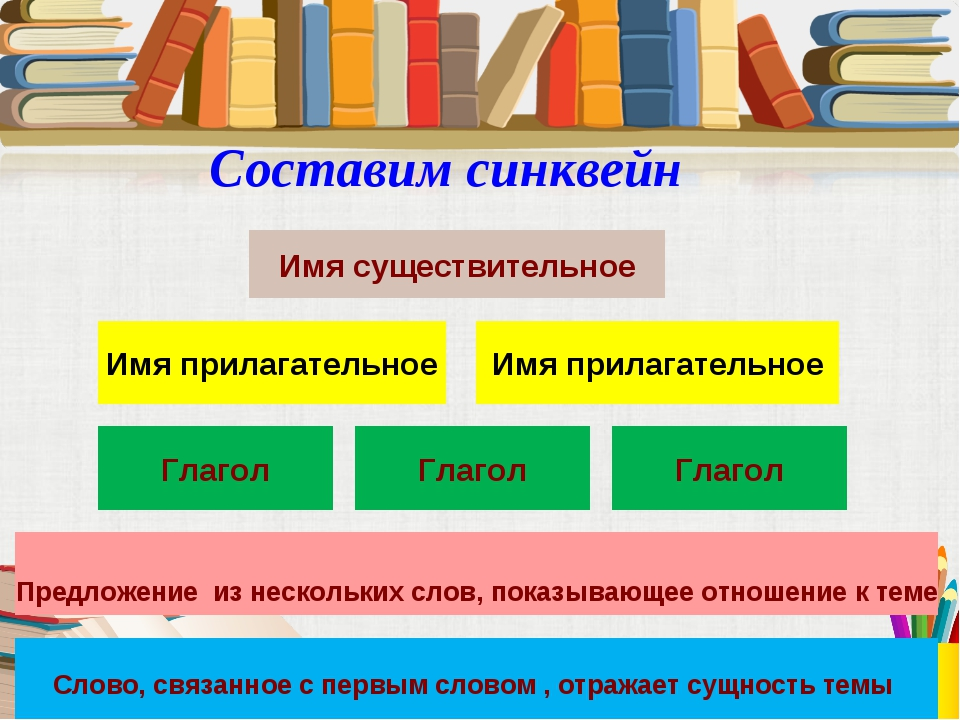 Составим синквейн
Имя существительное
Имя прилагательное Имя прилагательное
Глагол Глагол Глагол
Предложение из нескольких слов, показывающее отношение к теме
Слово, связанное с первым словом , отражает сущность темы